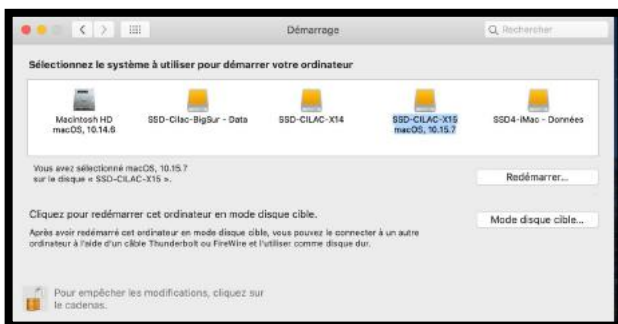 Démarrage
Rechercher
Sélectionnez le système à utiliser pour démarrer votre ordinateur
Macintosh HD
macOS, 10.14.6
SSD-Cilac-BigSur - Data
SSD-CILAC-X14
SSD-CILAC-X15
macOS, 10.15.7
SSD4-iMac - Données
Vous avez sélectionné macOS, 10.15.7
sur le disque « SSD-CILAC-X15 ».
Redémarrer...
Cliquez pour redémarrer cet ordinateur en mode disque cible.
Mode disque cible...
Après avoir redémarré cet ordinateur en mode disque cible, vous pouvez le connecter à un autre
ordinateur à l'aide d'un câble Thunderbolt ou FireWire et l'utiliser comme disque dur.
Pour empêcher les modifications, cliquez sur
le cadenas.